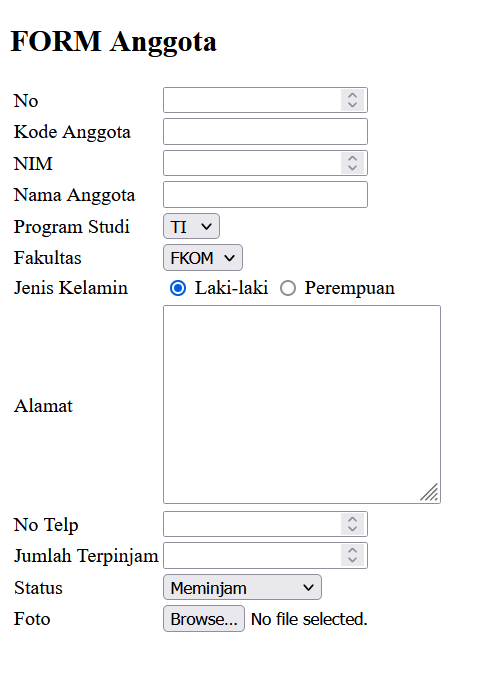 FORM Anggota
No
Kode Anggota
NIM
Nama Anggota
Program Studi TI
Fakultas FKOM
Jenis Kelamin Laki-laki Perempuan
Alamat
No Telp
Jumlah Terpinjam
Status Meminjam
Foto Browse... No file selected.